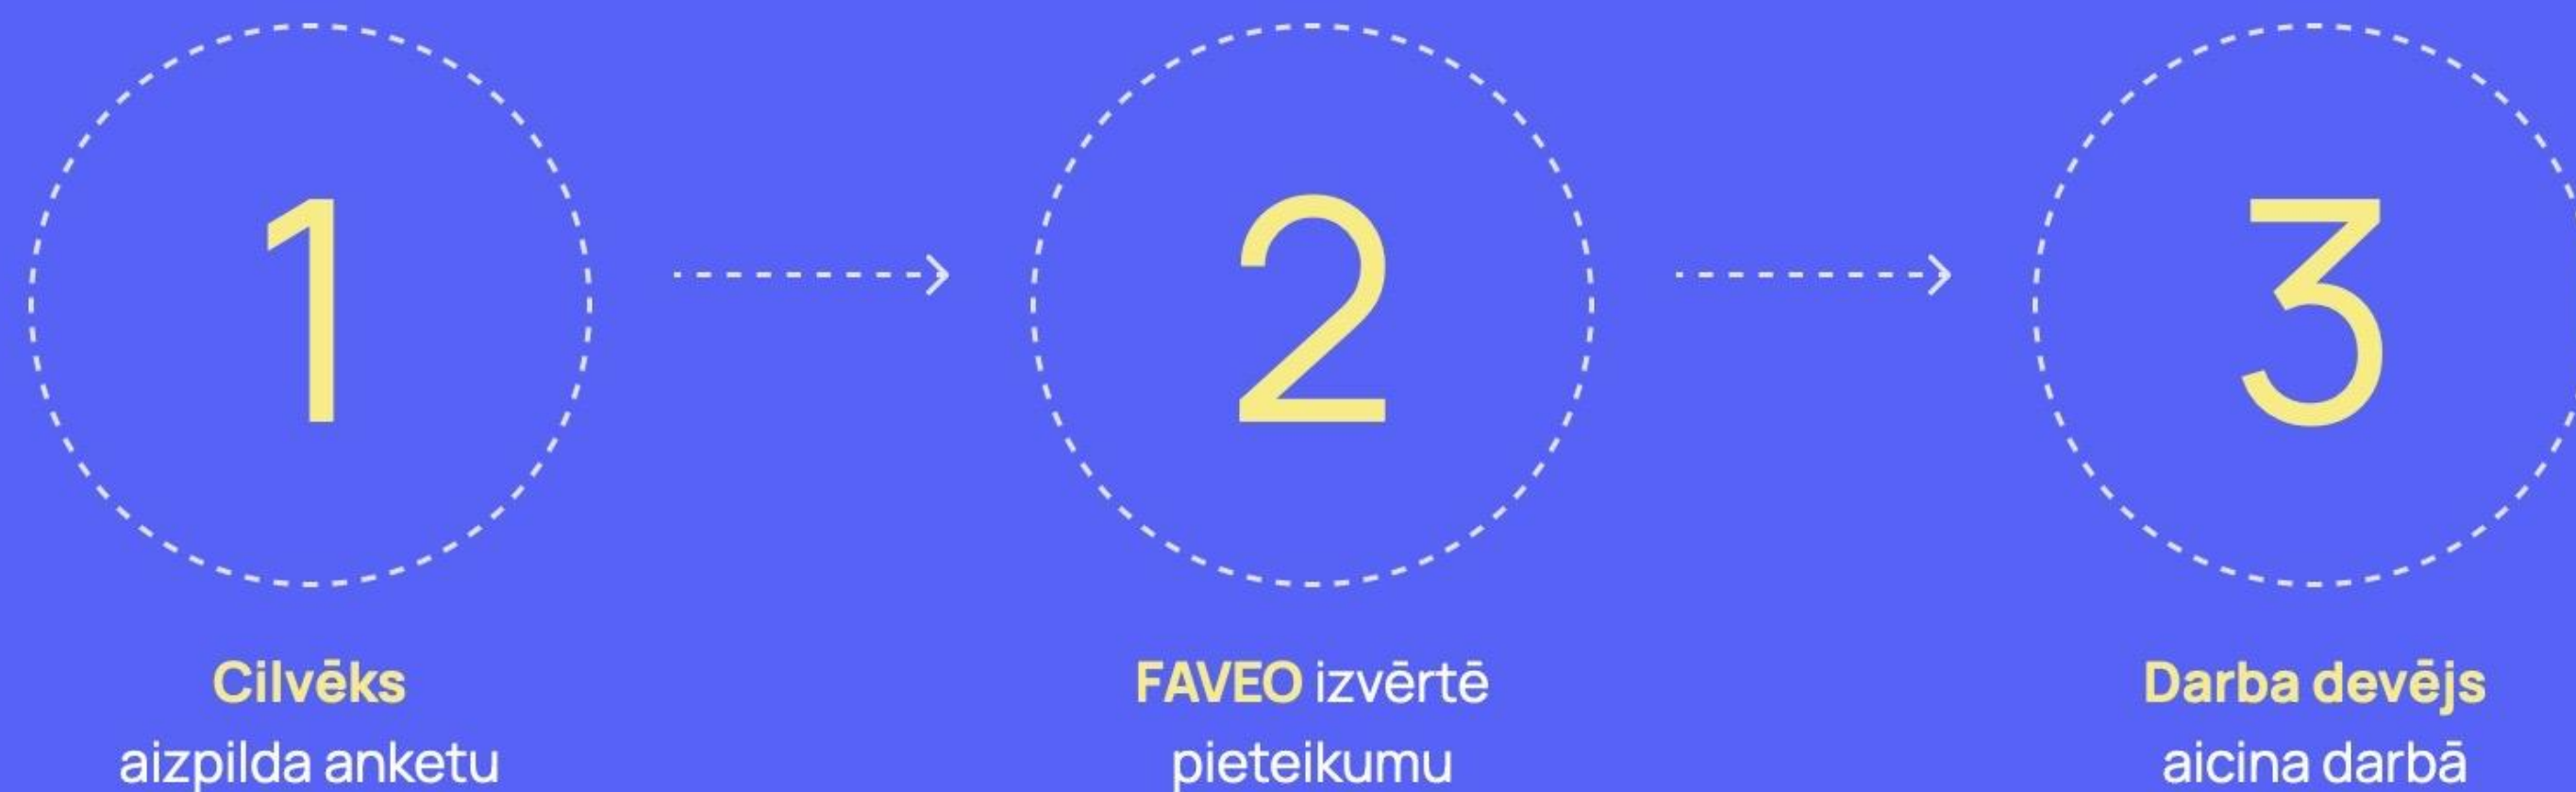 1
2
3
Cilvēks
aizpilda anketu
FAVEO izvērtē
pieteikumu
Darba devējs
aicina darbā